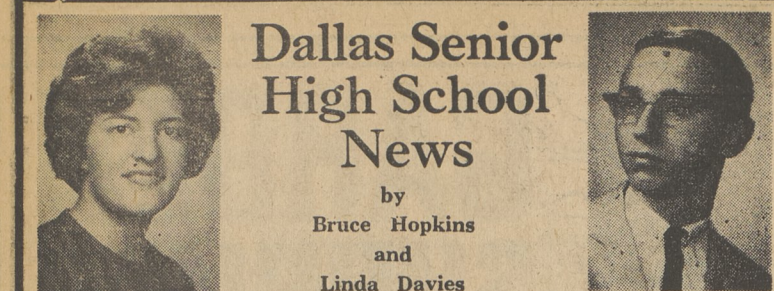 Dallas Senior
High School
News
by
Bruce Hopkins
and
Linda Davies